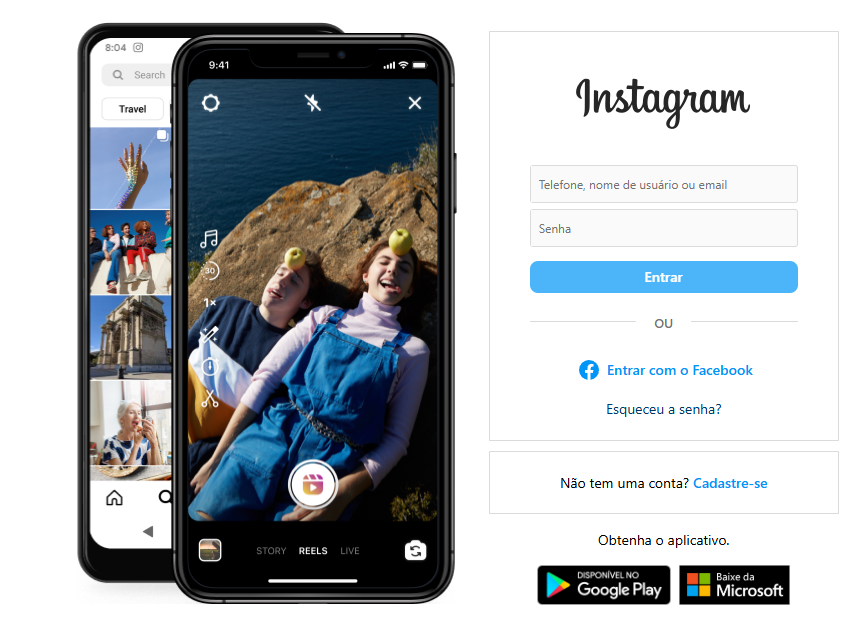 8:04
Search
Travel
9:41
30
1x
STORY REELS LIVE
Instagram
Telefone, nome de usuário ou email
Senha
Entrar
OU
Entrar com o Facebook
Esqueceu a senha?
Não tem uma conta? Cadastre-se
Obtenha o aplicativo.
DISPONÍVEL NO
Google Play
Baixe da
Microsoft